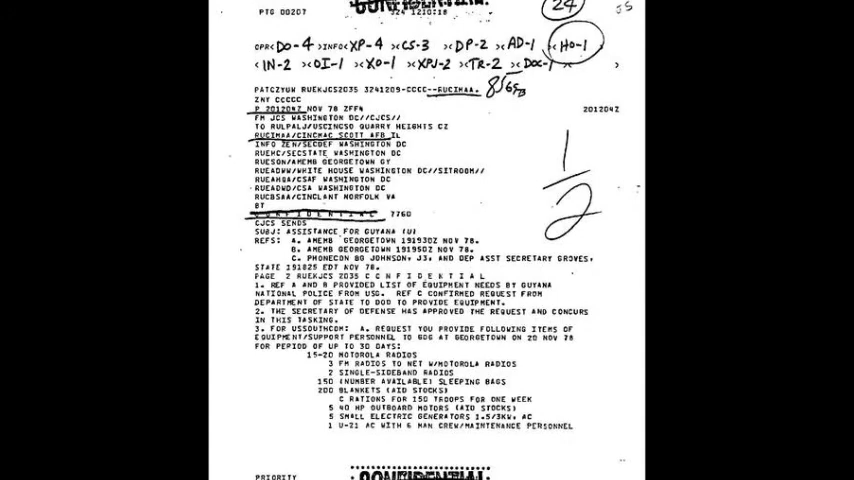 CONFIDENTIAL
PTG 00207 324 1210:18
24
JS
OPR<DO-4 >INFO<XP-4 ><CS-3 ><DP-2 ><AD-1 ><HO-1 >
<IN-2 ><OI-1 ><XO-1 ><XPJ-2 ><TR-2 ><DOC-1 >< >
PATCZYUW RUEKJCS2035 3241209-CCCC--RUCIMAA.
ZNY CCCCC
P 201204Z NOV 78 ZFF4 201204Z
FM JCS WASHINGTON DC//CJCS//
TO RULPALJ/USCINCSO QUARRY HEIGHTS CZ
RUCIMAA/CINCMAC SCOTT AFB IL
INFO ZEN/SECDEF WASHINGTON DC
RUEHC/SECSTATE WASHINGTON DC
RUESON/AMEMB GEORGETOWN GY
RUEADWW/WHITE HOUSE WASHINGTON DC//SITROOM//
RUEAHQA/CSAF WASHINGTON DC
RUEADWD/CSA WASHINGTON DC
RUCBSAA/CINCLANT NORFOLK VA
BT
C O N F I D E N T I A L 7760
CJCS SENDS
SUBJ: ASSISTANCE FOR GUYANA (U)
REFS: A. AMEMB GEORGETOWN 191930Z NOV 78.
B. AMEMB GEORGETOWN 191950Z NOV 78.
C. PHONECON BG JOHNSON, J3, AND DEP ASST SECRETARY GROVES,
STATE 191825 EDT NOV 78.
PAGE 2 RUEKJCS 2035 C O N F I D E N T I A L
1. REF A AND B PROVIDED LIST OF EQUIPMENT NEEDS BY GUYANA
NATIONAL POLICE FROM USG. REF C CONFIRMED REQUEST FROM
DEPARTMENT OF STATE TO DOD TO PROVIDE EQUIPMENT.
2. THE SECRETARY OF DEFENSE HAS APPROVED THE REQUEST AND CONCURS
IN THIS TASKING.
3. FOR USSOUTHCOM: A. REQUEST YOU PROVIDE FOLLOWING ITEMS OF
EQUIPMENT/SUPPORT PERSONNEL TO GOG AT GEORGETOWN ON 20 NOV 78
FOR PERIOD OF UP TO 30 DAYS:
15-20 MOTOROLA RADIOS
3 FM RADIOS TO NET W/MOTOROLA RADIOS
2 SINGLE-SIDEBAND RADIOS
150 (NUMBER AVAILABLE) SLEEPING BAGS
200 BLANKETS (AID STOCKS)
C RATIONS FOR 150 TROOPS FOR ONE WEEK
5 40 HP OUTBOARD MOTORS (AID STOCKS)
5 SMALL ELECTRIC GENERATORS 1.5/3KW, AC
1 U-21 AC WITH 6 MAN CREW/MAINTENANCE PERSONNEL
1/2
PRIORITY CONFIDENTIAL